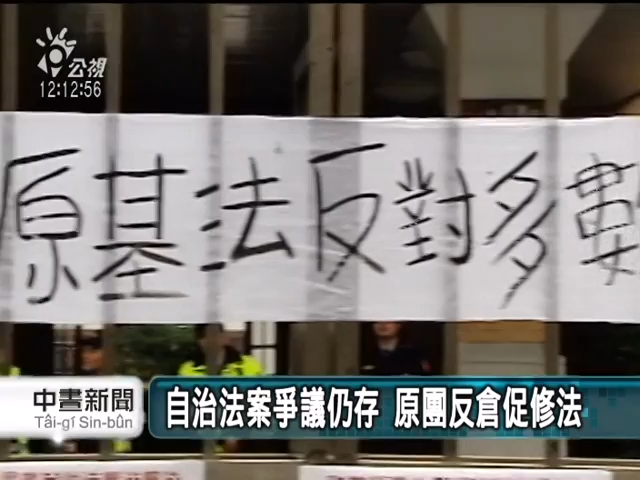 公視
12:12:56
原基法反對多數
中晝新聞
Tâi-gí Sin-bûn
自治法案爭議仍存 原團反倉促修法